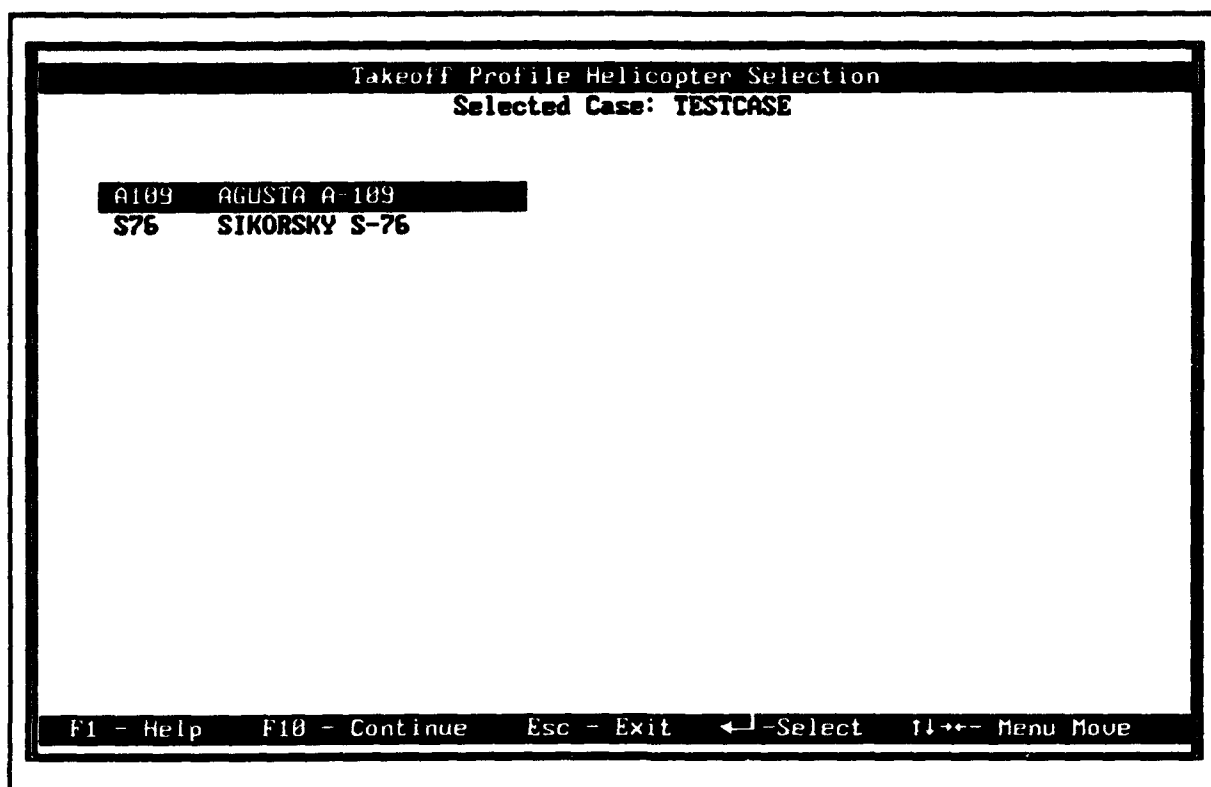 Takeoff Profile Helicopter Selection
Selected Case: TESTCASE
A109 AGUSTA A-109
S76 SIKORSKY S-76
F1 - Help F10 - Continue Esc - Exit ↵-Select ↑↓→←- Menu Move